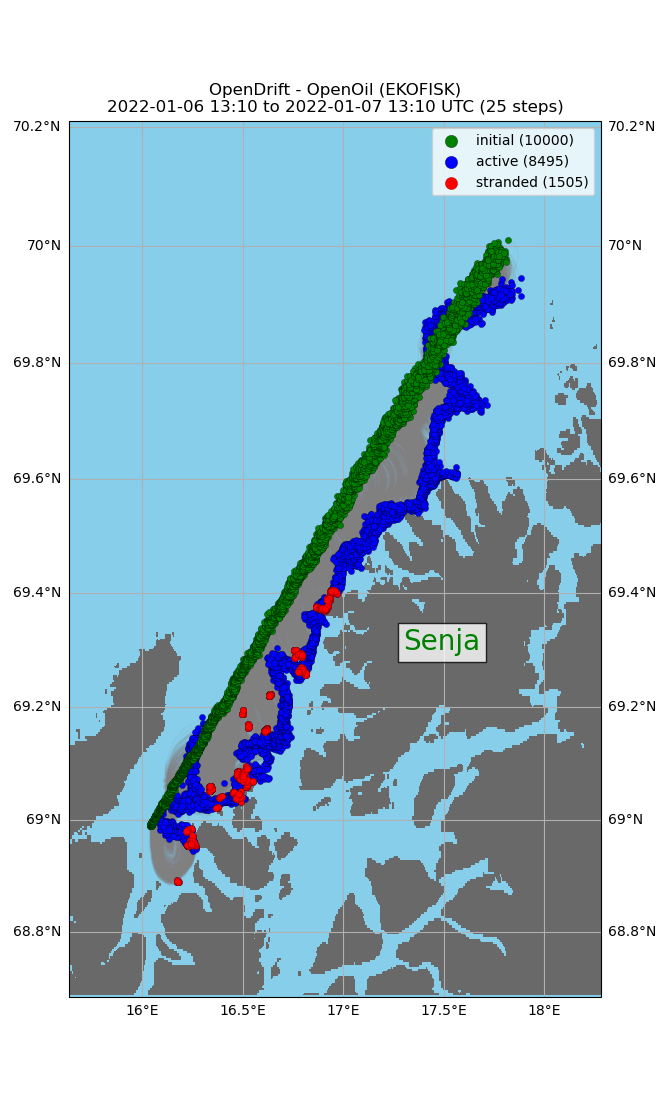 OpenDrift - OpenOil (EKOFISK)
2022-01-06 13:10 to 2022-01-07 13:10 UTC (25 steps)
70.2°N 70.2°N
initial (10000)
active (8495)
stranded (1505)
70°N 70°N
69.8°N 69.8°N
69.6°N 69.6°N
69.4°N 69.4°N
Senja
69.2°N 69.2°N
69°N 69°N
68.8°N 68.8°N
16°E 16.5°E 17°E 17.5°E 18°E